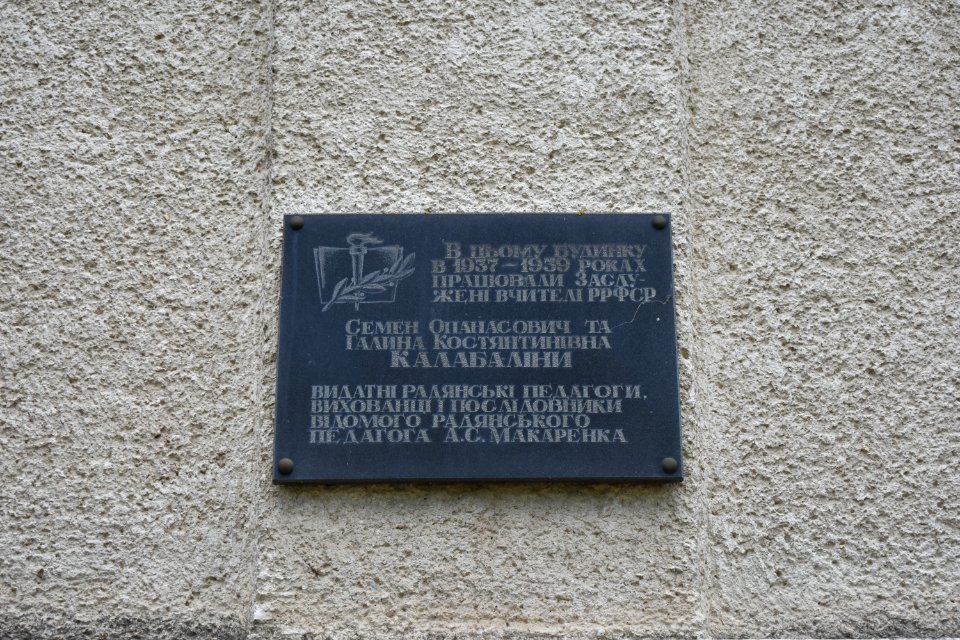 В цьому будинку
в 1937–1939 роках
працювали Заслу-
жені вчителі РРФСР
Семен Опанасович та
Галина Костянтинівна
Калабаліни
видатні радянські педагоги,
вихованці і послідовники
відомого радянського
педагога А.С. Макаренка